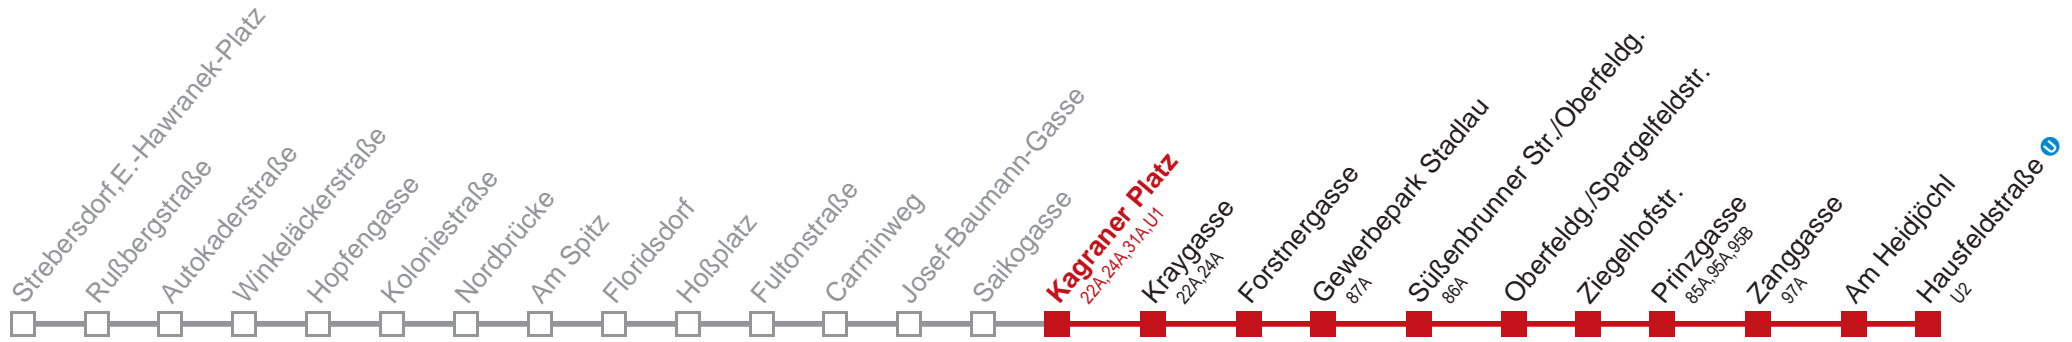 Strebersdorf,E.-Hawranek-Platz
Rußbergstraße
Autokaderstraße
Winkeläckerstraße
Hopfengasse
Koloniestraße
Nordbrücke
Am Spitz
Floridsdorf
Hoßplatz
Fultonstraße
Carminweg
Josef-Baumann-Gasse
Saikogasse
Kagraner Platz
22A,24A,31A,U1
Kraygasse
22A,24A
Forstnergasse
Gewerbepark Stadlau
87A
Süßenbrunner Str./Oberfeldg.
86A
Oberfeldg./Spargelfeldstr.
Ziegelhofstr.
Prinzgasse
85A,95A,95B
Zanggasse
97A
Am Heidjöchl
Hausfeldstraße U
U2